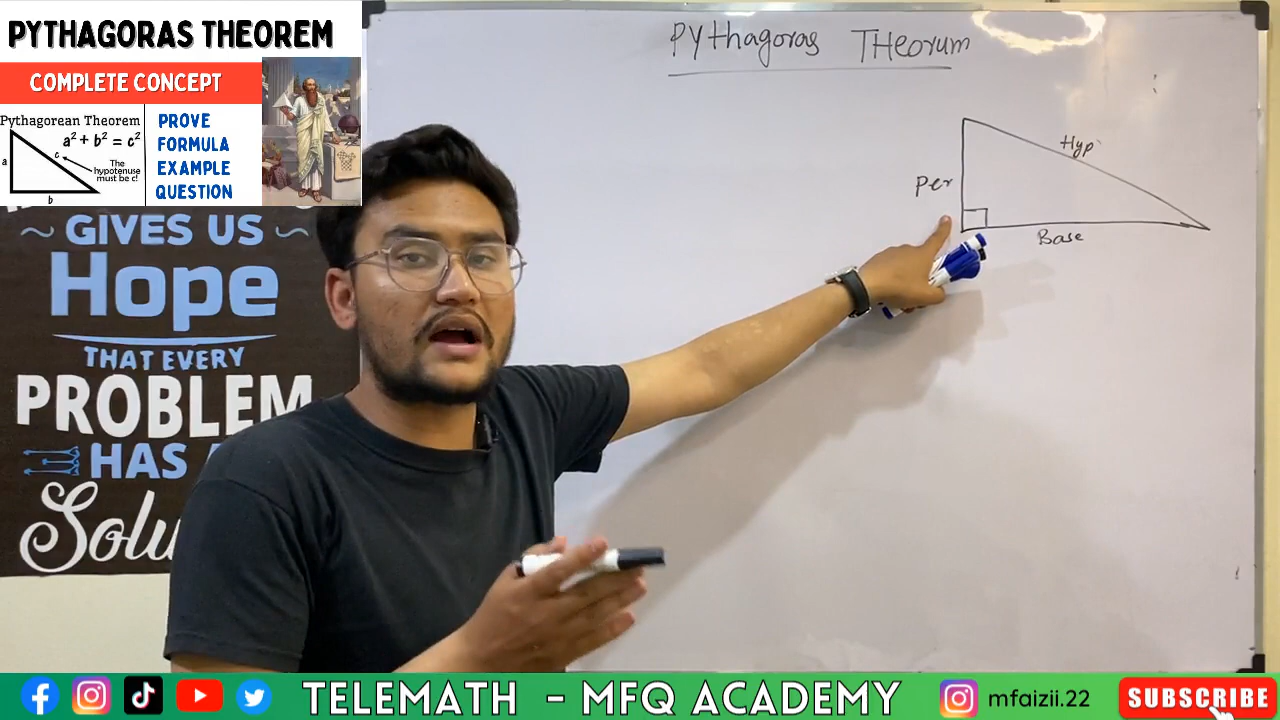 PYTHAGORAS THEOREM
COMPLETE CONCEPT
Pythagorean Theorem
a² + b² = c²
a
c
The
hypotenuse
must be c!
b
PROVE
FORMULA
EXAMPLE
QUESTION
GIVES US
Hope
THAT EVERY
PROBLEM
HAS
Solu
Pythagoras THeorum
Hyp
Per
Base
TELEMATH - MFQ ACADEMY
mfaizii.22
SUBSCRIBE